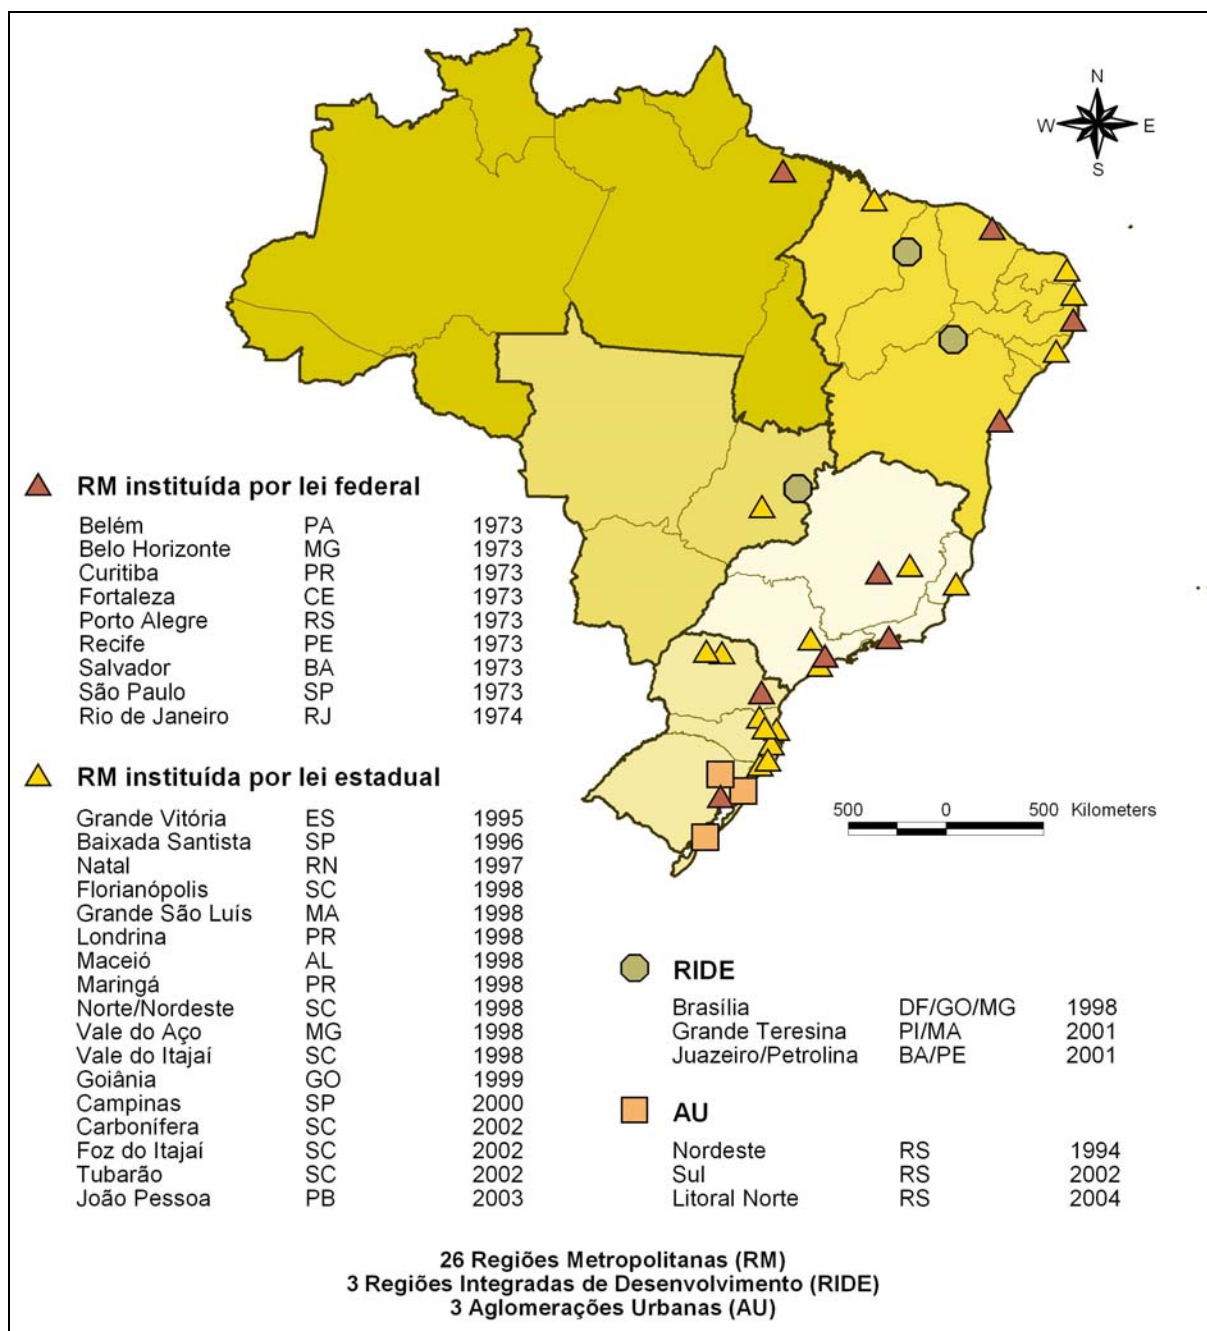 N
W E
S
RM instituída por lei federal
Belém PA 1973
Belo Horizonte MG 1973
Curitiba PR 1973
Fortaleza CE 1973
Porto Alegre RS 1973
Recife PE 1973
Salvador BA 1973
São Paulo SP 1973
Rio de Janeiro RJ 1974
RM instituída por lei estadual
Grande Vitória ES 1995
Baixada Santista SP 1996
Natal RN 1997
Florianópolis SC 1998
Grande São Luís MA 1998
Londrina PR 1998
Maceió AL 1998
Maringá PR 1998
Norte/Nordeste SC 1998
Vale do Aço MG 1998
Vale do Itajaí SC 1998
Goiânia GO 1999
Campinas SP 2000
Carbonífera SC 2002
Foz do Itajaí SC 2002
Tubarão SC 2002
João Pessoa PB 2003
500 0 500 Kilometers
RIDE
Brasília DF/GO/MG 1998
Grande Teresina PI/MA 2001
Juazeiro/Petrolina BA/PE 2001
AU
Nordeste RS 1994
Sul RS 2002
Litoral Norte RS 2004
26 Regiões Metropolitanas (RM)
3 Regiões Integradas de Desenvolvimento (RIDE)
3 Aglomerações Urbanas (AU)